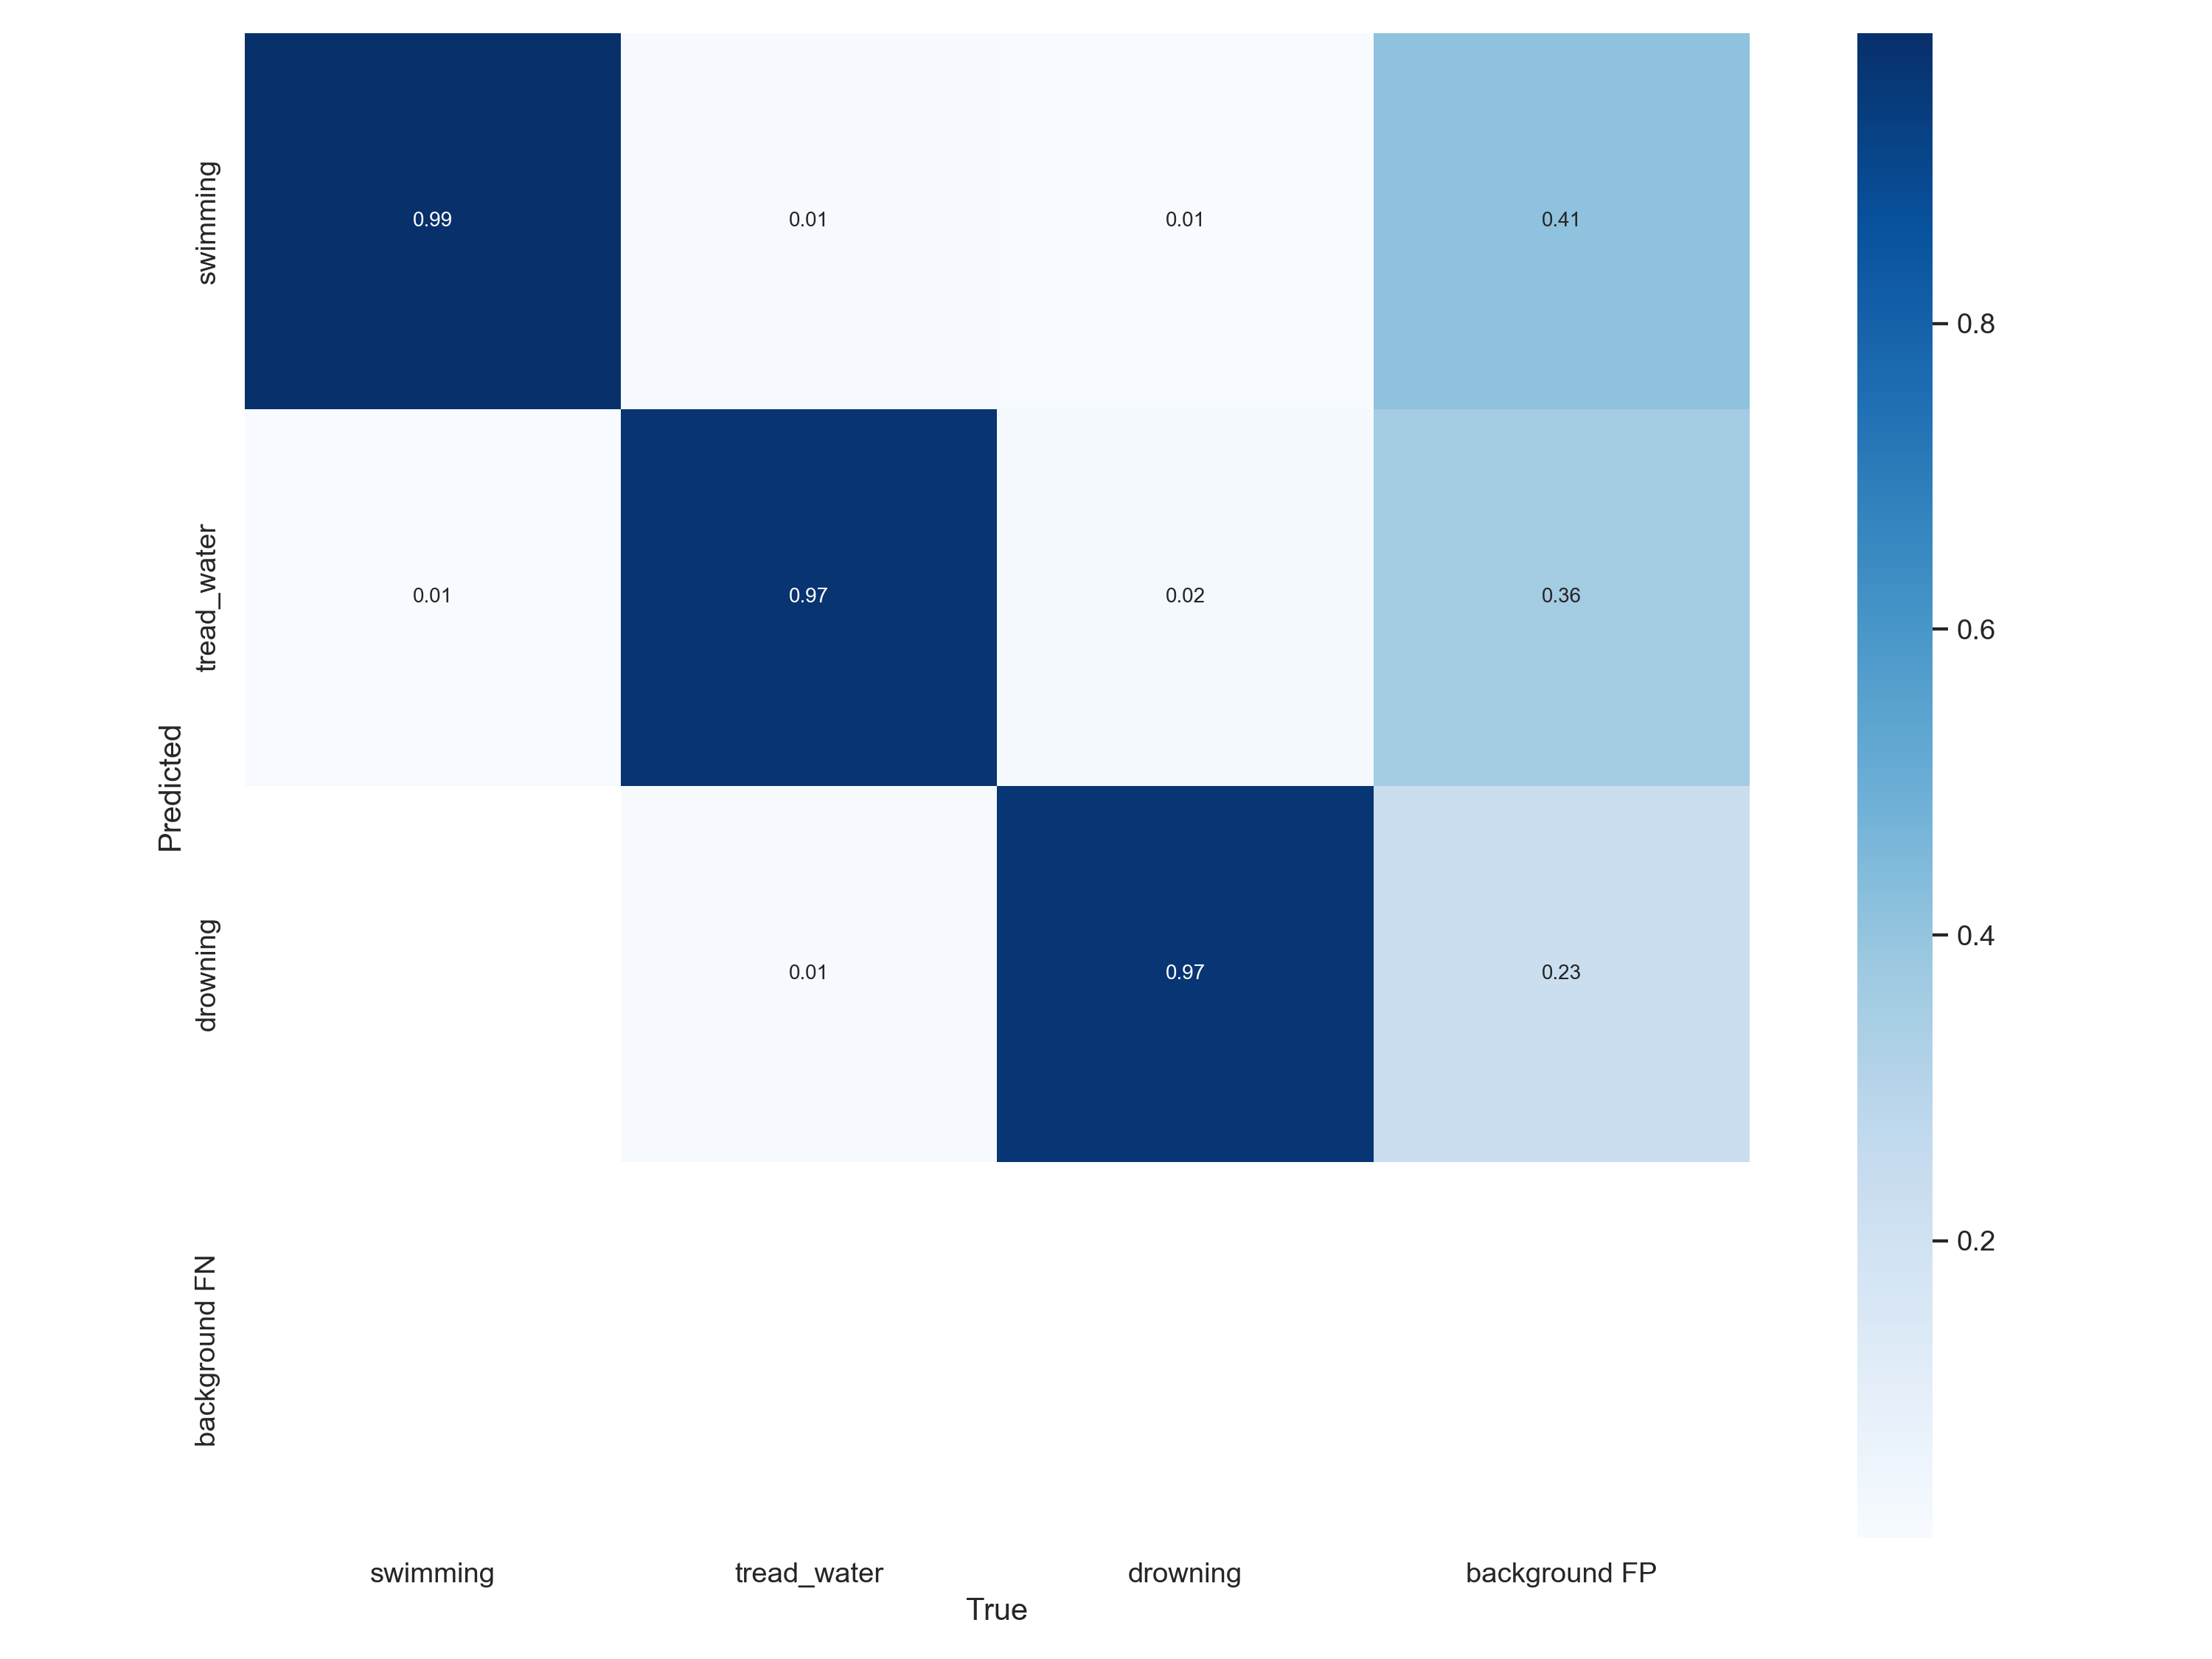 swimming
0.99
0.01
0.01
0.41
tread_water
0.01
0.97
0.02
0.36
drowning
0.01
0.97
0.23
background FN
Predicted
swimming
tread_water
drowning
background FP
True
0.8
0.6
0.4
0.2